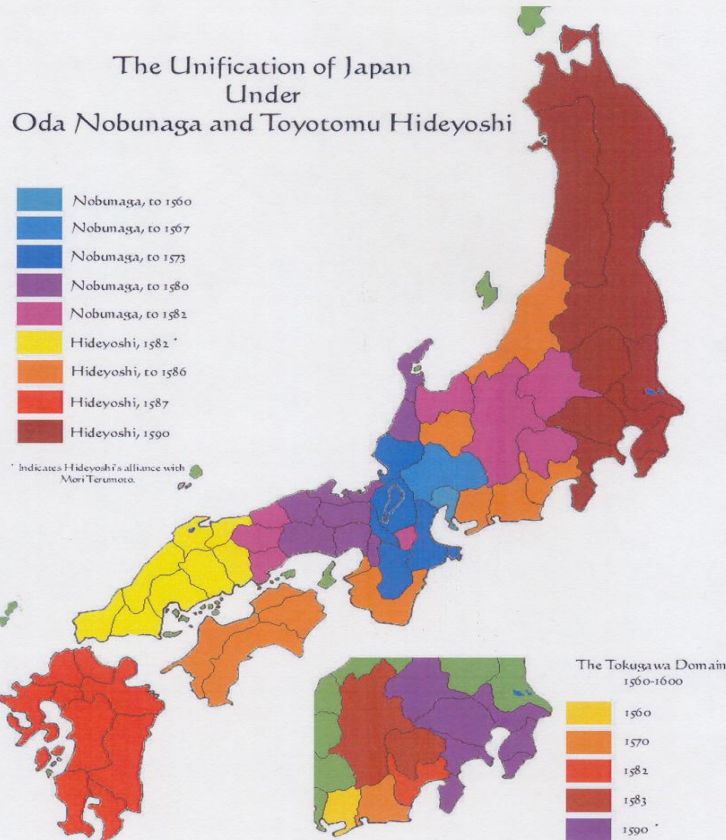 The Unification of Japan
Under
Oda Nobunaga and Toyotomu Hideyoshi
Nobunaga, to 1560
Nobunaga, to 1567
Nobunaga, to 1573
Nobunaga, to 1580
Nobunaga, to 1582
Hideyoshi, 1582 *
Hideyoshi, to 1586
Hideyoshi, 1587
Hideyoshi, 1590
* Indicates Hideyoshi's alliance with
Mori Terumoto.
The Tokugawa Domain
1560-1600
1560
1570
1582
1583
1590 *